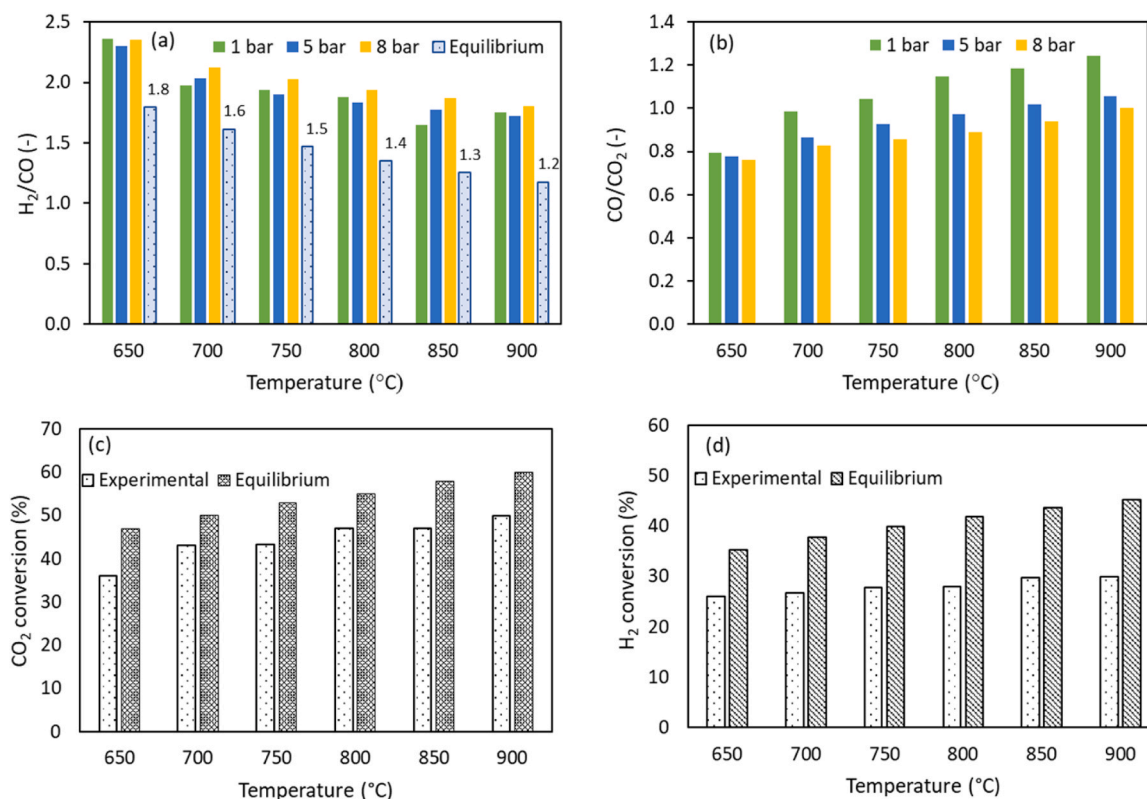 (a)
1 bar 5 bar 8 bar Equilibrium
H₂/CO (-)
2.5
2.0
1.5
1.0
0.5
0.0
1.8
1.6
1.5
1.4
1.3
1.2
650 700 750 800 850 900
Temperature (°C)
(b)
1 bar 5 bar 8 bar
CO/CO₂ (-)
1.4
1.2
1.0
0.8
0.6
0.4
0.2
0.0
650 700 750 800 850 900
Temperature (°C)
(c)
Experimental Equilibrium
CO₂ conversion (%)
70
60
50
40
30
20
10
0
650 700 750 800 850 900
Temperature (°C)
(d)
Experimental Equilibrium
H₂ conversion (%)
60
50
40
30
20
10
0
650 700 750 800 850 900
Temperature (°C)